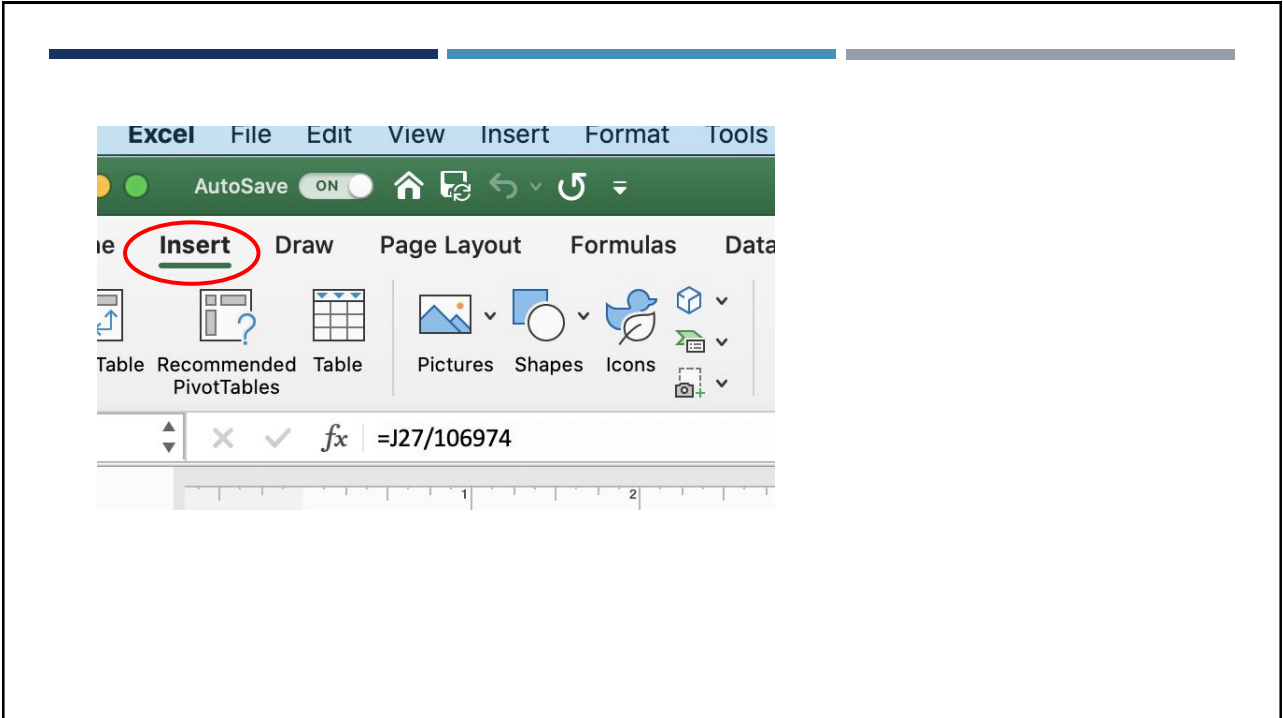 Excel File Edit View Insert Format Tools
AutoSave ON
Insert Draw Page Layout Formulas Data
Table Recommended PivotTables Table Pictures Shapes Icons
fx =J27/106974
1 2